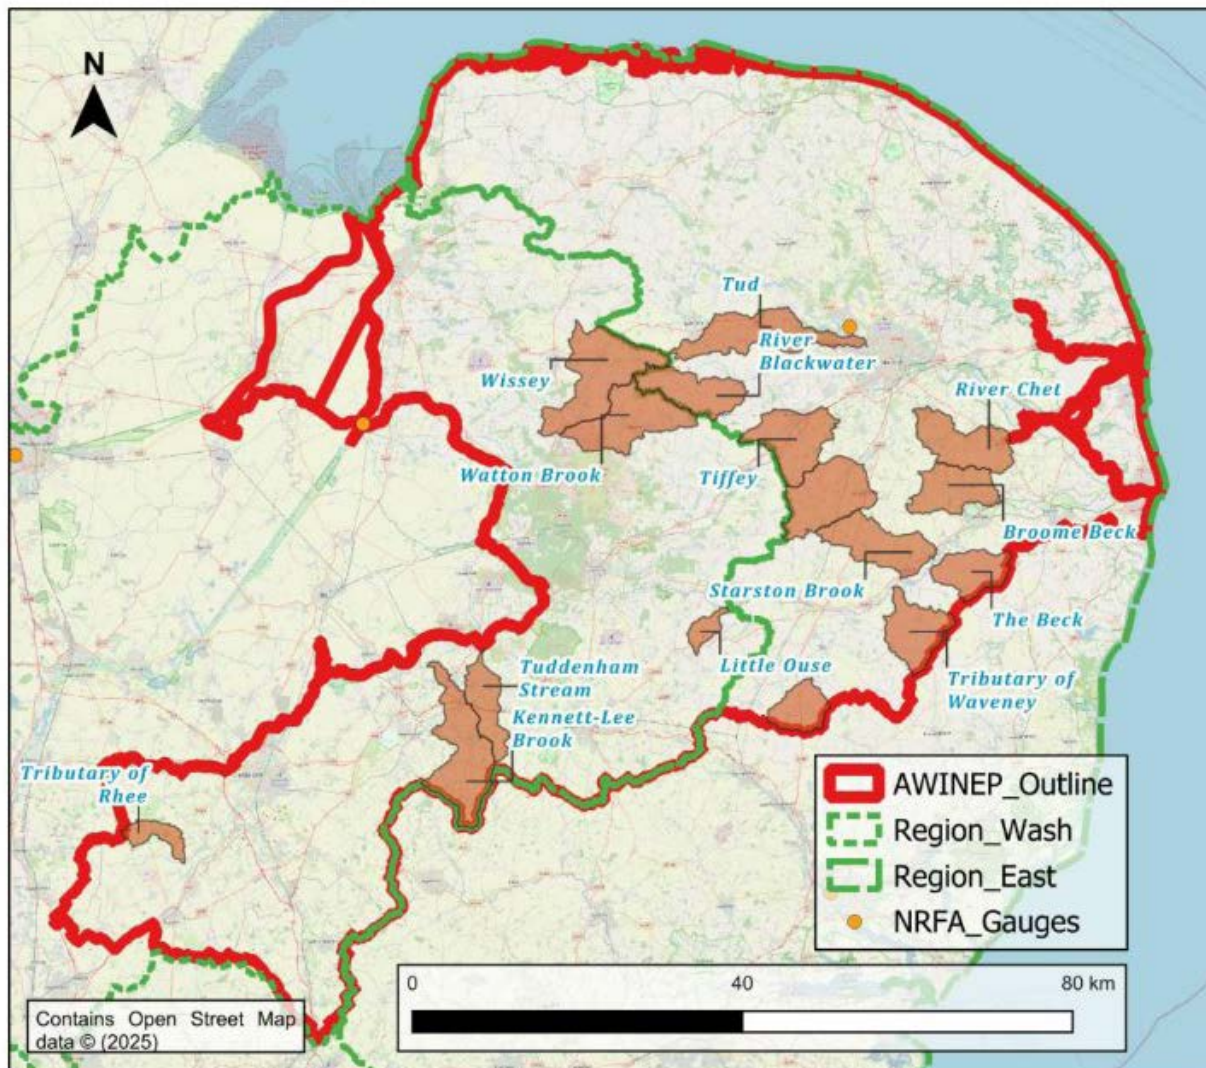 N
Tud
River
Blackwater
Wissey
River Chet
Watton Brook
Tiffey
Broome Beck
Starston Brook
The Beck
Little Ouse
Tuddenham
Stream
Tributary of
Waveney
Kennett-Lee
Brook
Tributary of
Rhee
AWINEP_Outline
Region_Wash
Region_East
NRFA_Gauges
0 40 80 km
Contains Open Street Map
data © (2025)